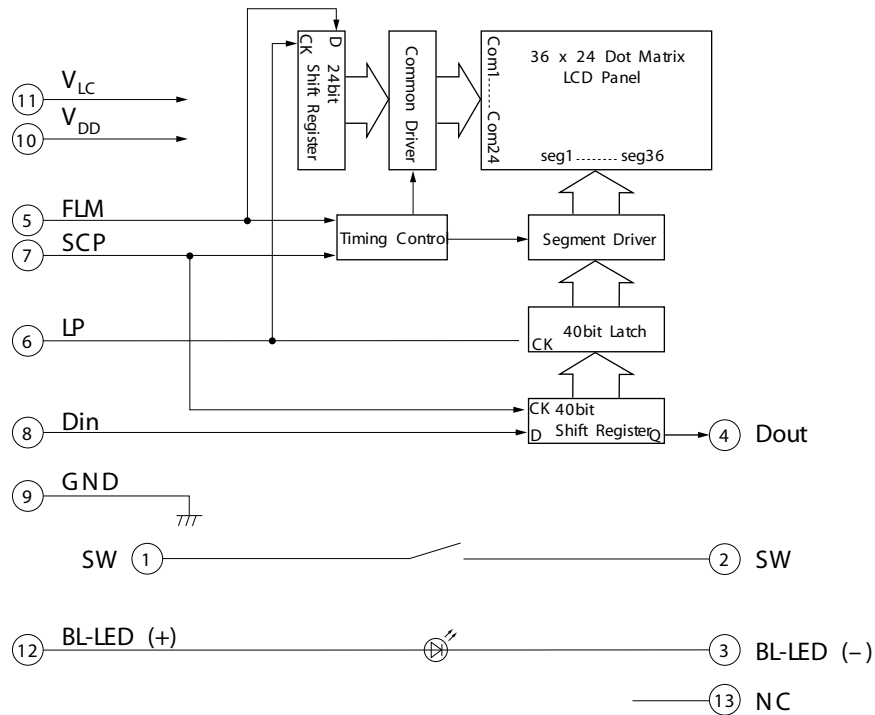 D
CK
24bit
Shift Register
Common Driver
Com1........Com24
36 x 24 Dot Matrix
LCD Panel
seg1......... seg36
11 VLC
10 VDD
5 FLM
7 SCP
Timing Control
Segment Driver
6 LP
40bit Latch
CK
8 Din
CK 40bit
D Shift Register Q
4 Dout
9 GND
SW 1
2 SW
12 BL-LED (+)
3 BL-LED (−)
13 NC